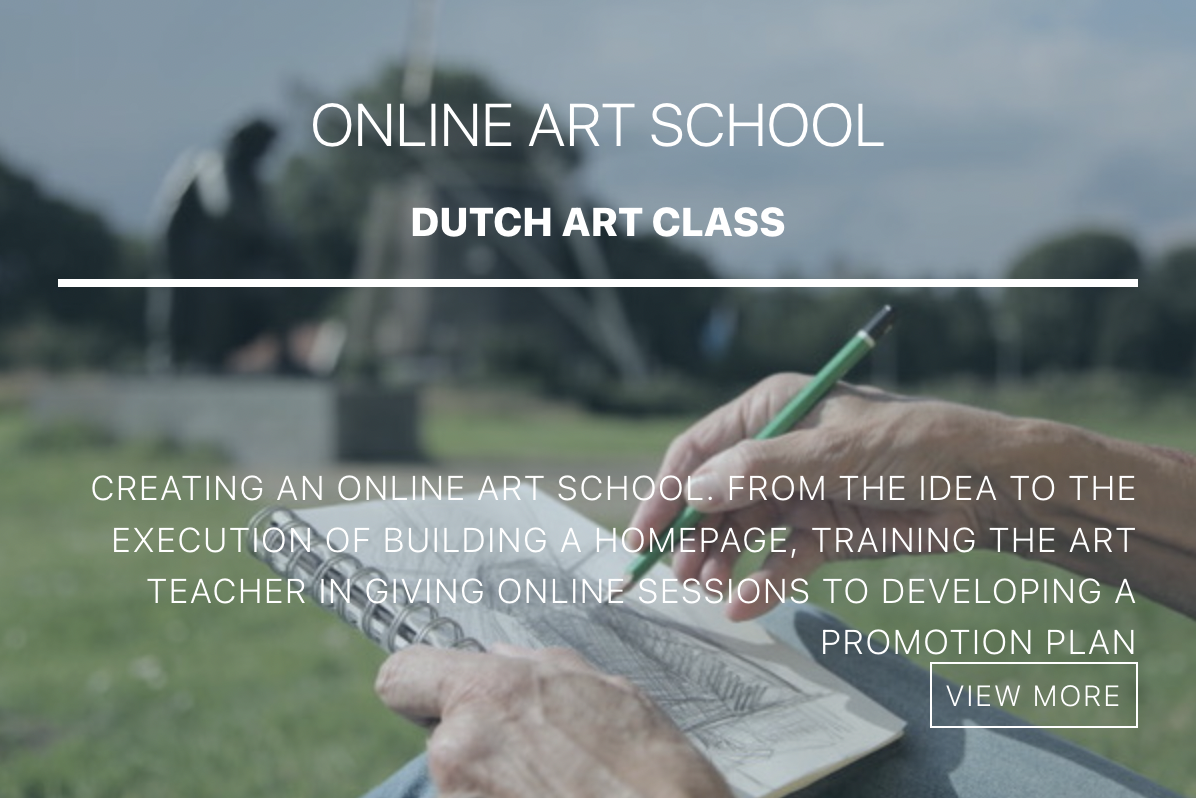 ONLINE ART SCHOOL
DUTCH ART CLASS
CREATING AN ONLINE ART SCHOOL. FROM THE IDEA TO THE
EXECUTION OF BUILDING A HOMEPAGE, TRAINING THE ART
TEACHER IN GIVING ONLINE SESSIONS TO DEVELOPING A
PROMOTION PLAN
VIEW MORE